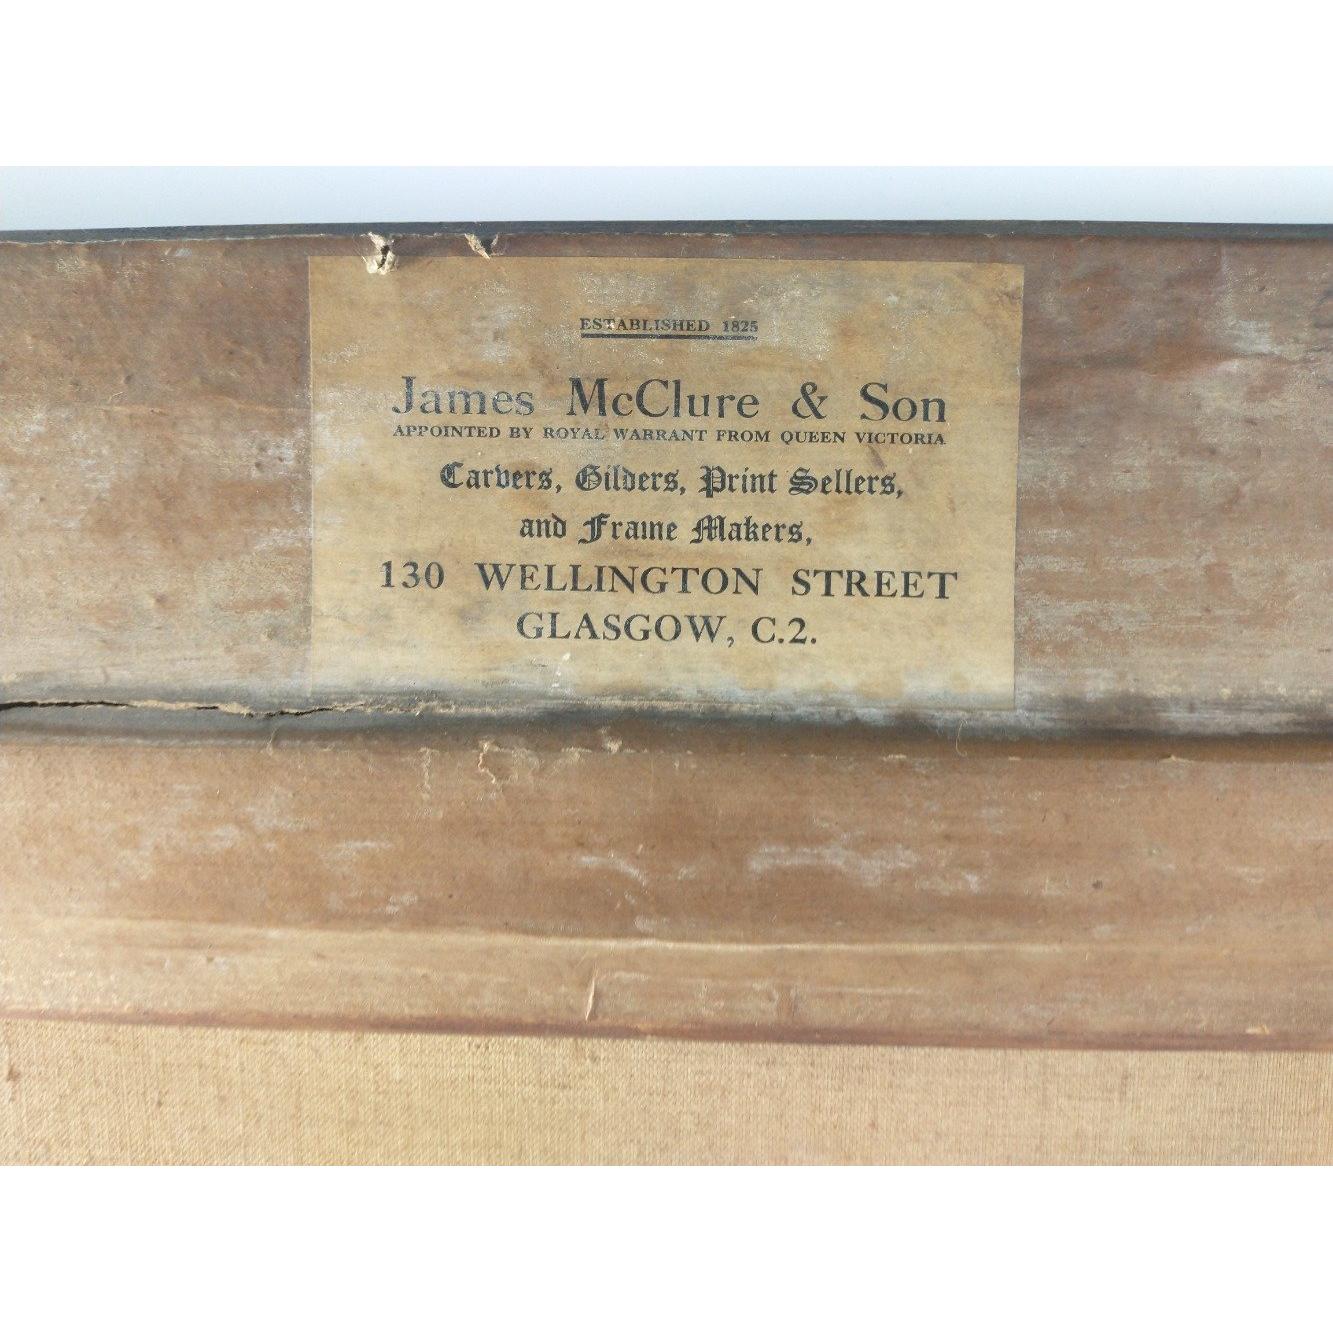 ESTABLISHED 1825
James McClure & Son
APPOINTED BY ROYAL WARRANT FROM QUEEN VICTORIA
Carvers, Gilders, Print Sellers,
and Frame Makers,
130 WELLINGTON STREET
GLASGOW, C.2.